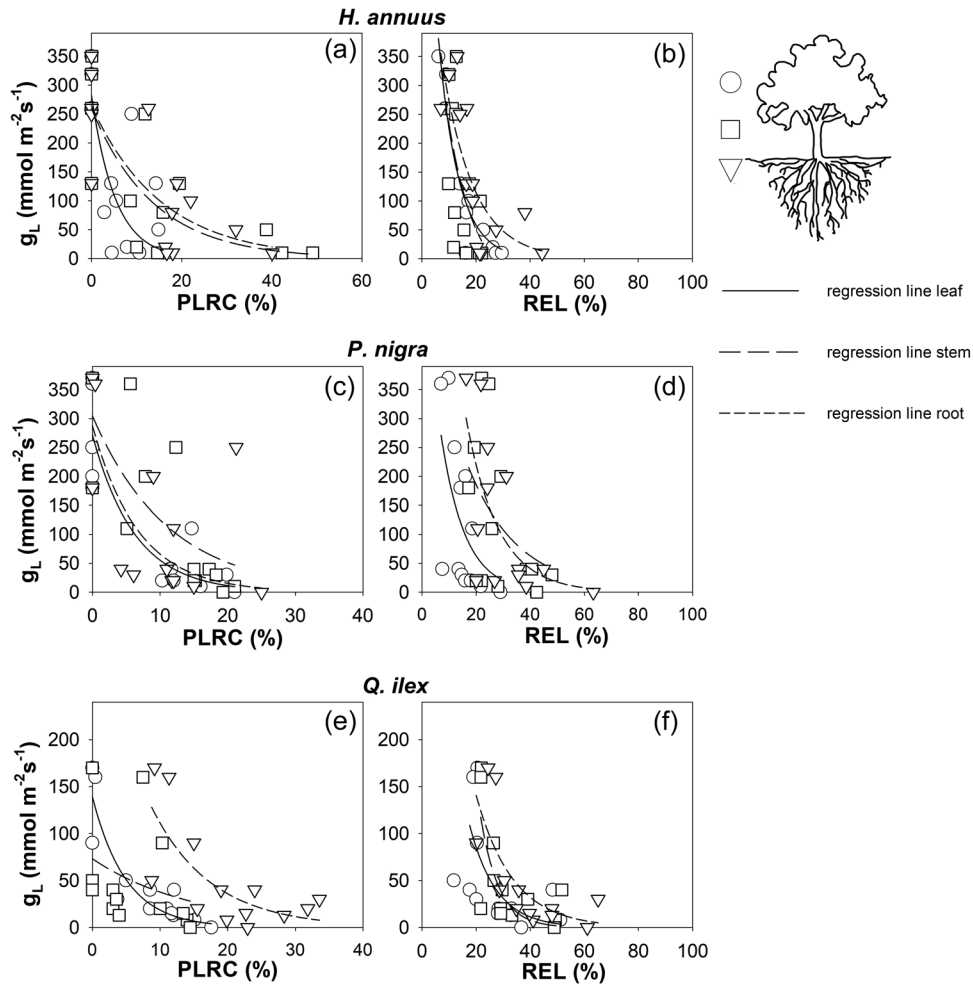 H. annuus
(a)
(b)
350
300
250
200
150
100
50
0
g_L (mmol m⁻²s⁻¹)
0 20 40 60
PLRC (%)
0 20 40 60 80 100
REL (%)
regression line leaf
regression line stem
regression line root
P. nigra
(c)
(d)
350
300
250
200
150
100
50
0
g_L (mmol m⁻²s⁻¹)
0 10 20 30 40
PLRC (%)
0 20 40 60 80 100
REL (%)
Q. ilex
(e)
(f)
200
150
100
50
0
g_L (mmol m⁻²s⁻¹)
0 10 20 30 40
PLRC (%)
0 20 40 60 80 100
REL (%)